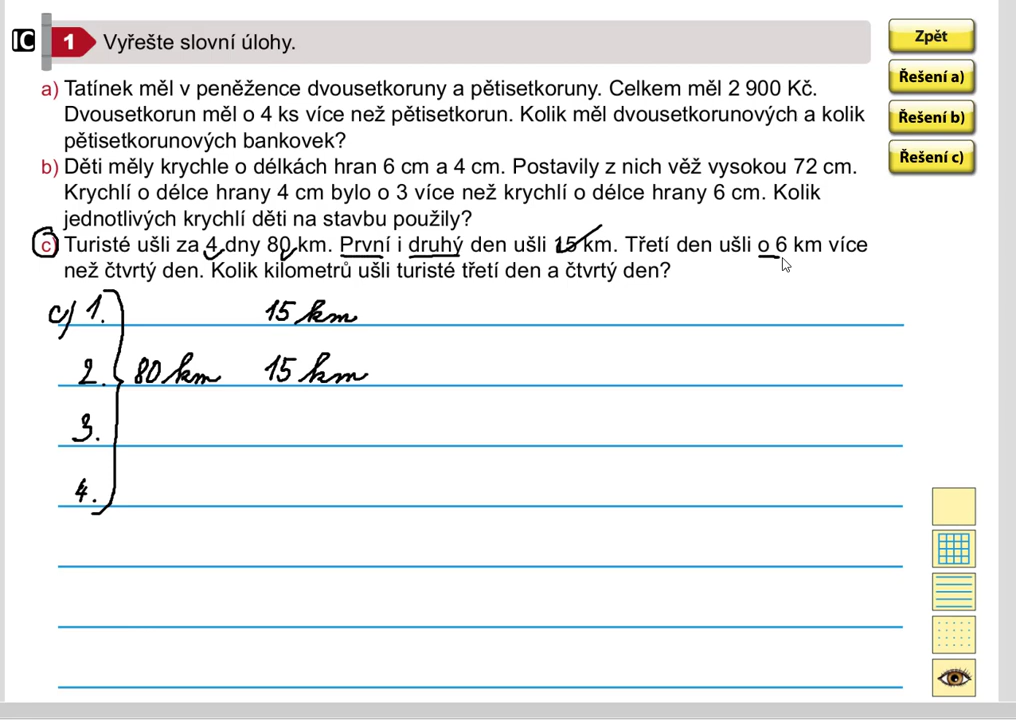 IC 1 Vyřešte slovní úlohy.
Zpět
Řešení a)
Řešení b)
Řešení c)
a) Tatínek měl v peněžence dvousetkoruny a pětisetkoruny. Celkem měl 2 900 Kč.
Dvousetkorun měl o 4 ks více než pětisetkorun. Kolik měl dvousetkorunových a kolik
pětisetkorunových bankovek?
b) Děti měly krychle o délkách hran 6 cm a 4 cm. Postavily z nich věž vysokou 72 cm.
Krychlí o délce hrany 4 cm bylo o 3 více než krychlí o délce hrany 6 cm. Kolik
jednotlivých krychlí děti na stavbu použily?
c) Turisté ušli za 4 dny 80 km. První i druhý den ušli 15 km. Třetí den ušli o 6 km více
než čtvrtý den. Kolik kilometrů ušli turisté třetí den a čtvrtý den?
c) 1. 15 km
2. 80 km 15 km
3.
4.